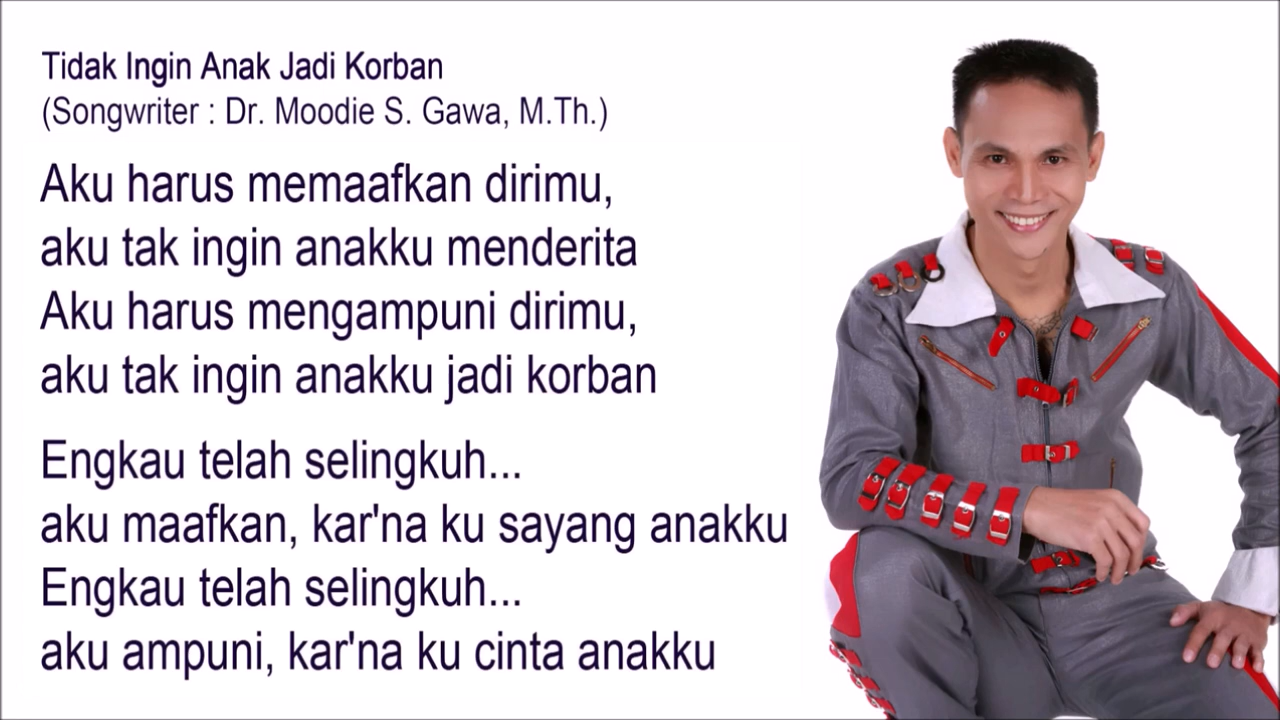 Tidak Ingin Anak Jadi Korban
(Songwriter : Dr. Moodie S. Gawa, M.Th.)
Aku harus memaafkan dirimu,
aku tak ingin anakku menderita
Aku harus mengampuni dirimu,
aku tak ingin anakku jadi korban
Engkau telah selingkuh...
aku maafkan, kar'na ku sayang anakku
Engkau telah selingkuh...
aku ampuni, kar'na ku cinta anakku